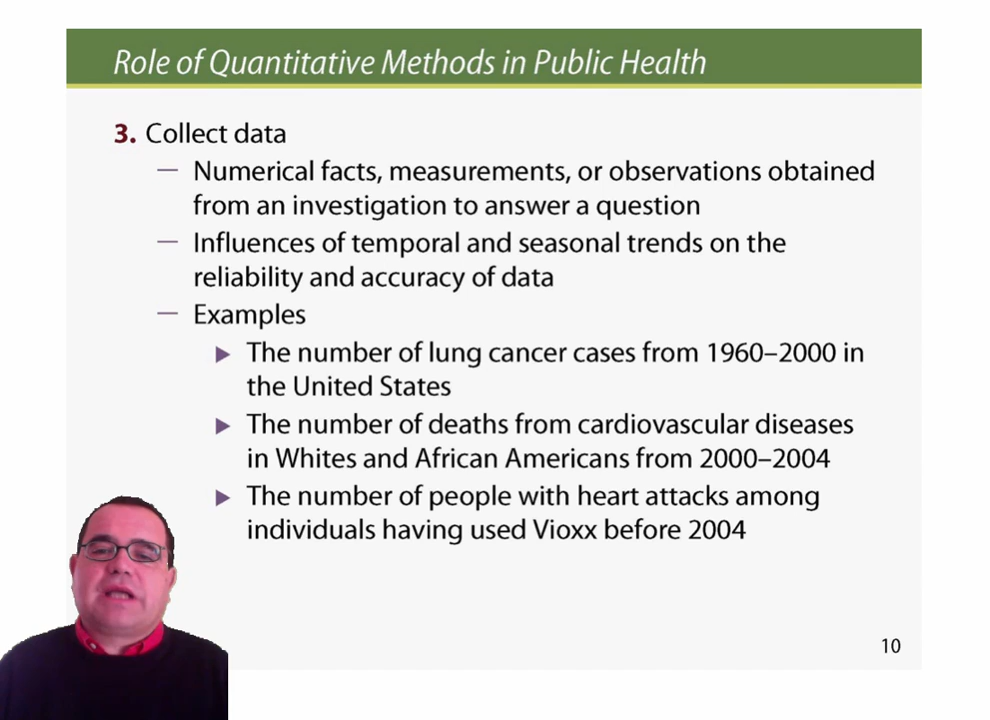 Role of Quantitative Methods in Public Health
3. Collect data
— Numerical facts, measurements, or observations obtained
from an investigation to answer a question
— Influences of temporal and seasonal trends on the
reliability and accuracy of data
— Examples
▶ The number of lung cancer cases from 1960–2000 in
the United States
▶ The number of deaths from cardiovascular diseases
in Whites and African Americans from 2000–2004
▶ The number of people with heart attacks among
individuals having used Vioxx before 2004
10